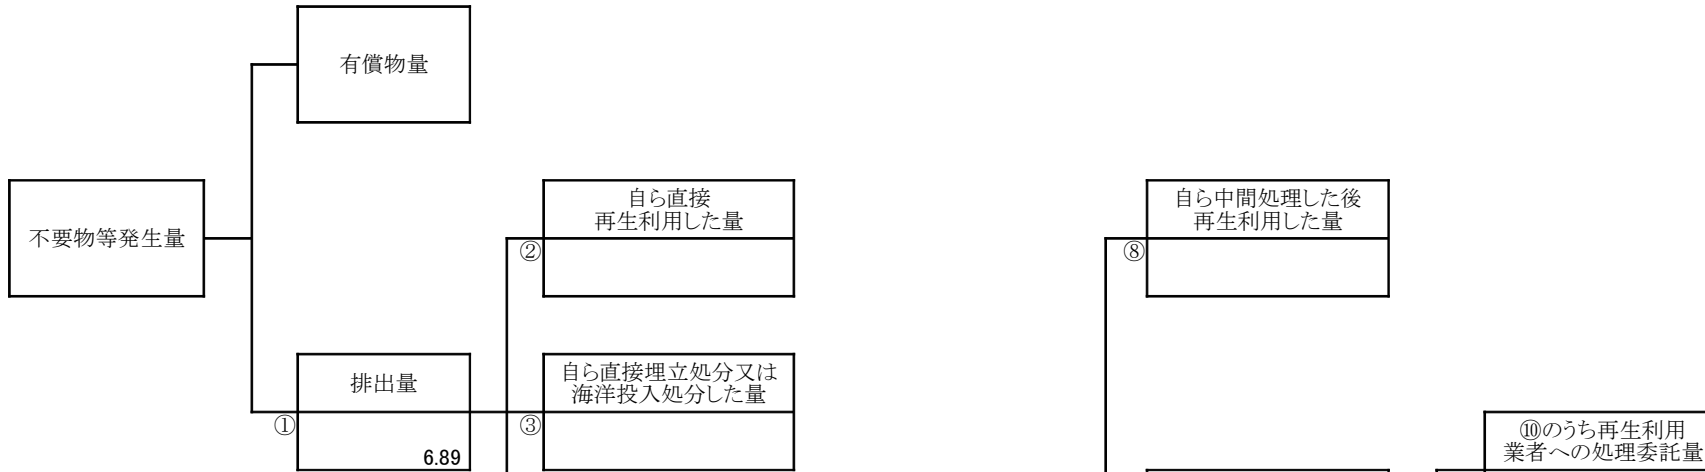 有償物量
不要物等発生量
自ら直接
再生利用した量
②
自ら中間処理した後
再生利用した量
⑧
排出量
①
6.89
自ら直接埋立処分又は
海洋投入処分した量
③
⑩のうち再生利用
業者への処理委託量